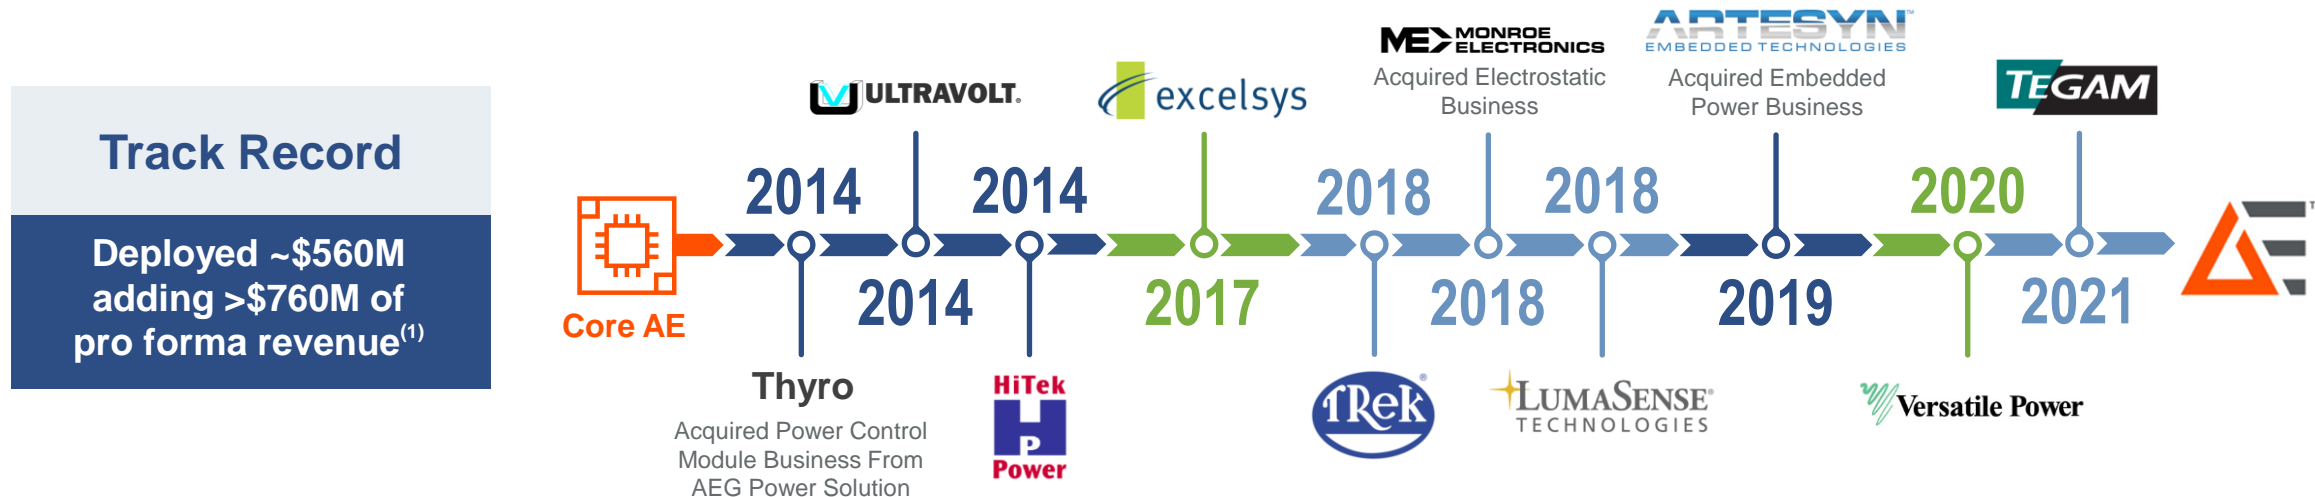 Track Record
Deployed ~$560M
adding >$760M of
pro forma revenue(1)
Core AE
2014
Thyro
Acquired Power Control
Module Business From
AEG Power Solution
ULTRAVOLT®
2014
2014
HiTek
HP
Power
excelsys
2017
2018
TRek®
MONROE
ELECTRONICS
Acquired Electrostatic
Business
2018
2018
LUMASENSE®
TECHNOLOGIES
ARTESYN™
EMBEDDED TECHNOLOGIES
Acquired Embedded
Power Business
2019
2020
Versatile Power
TEGAM
2021